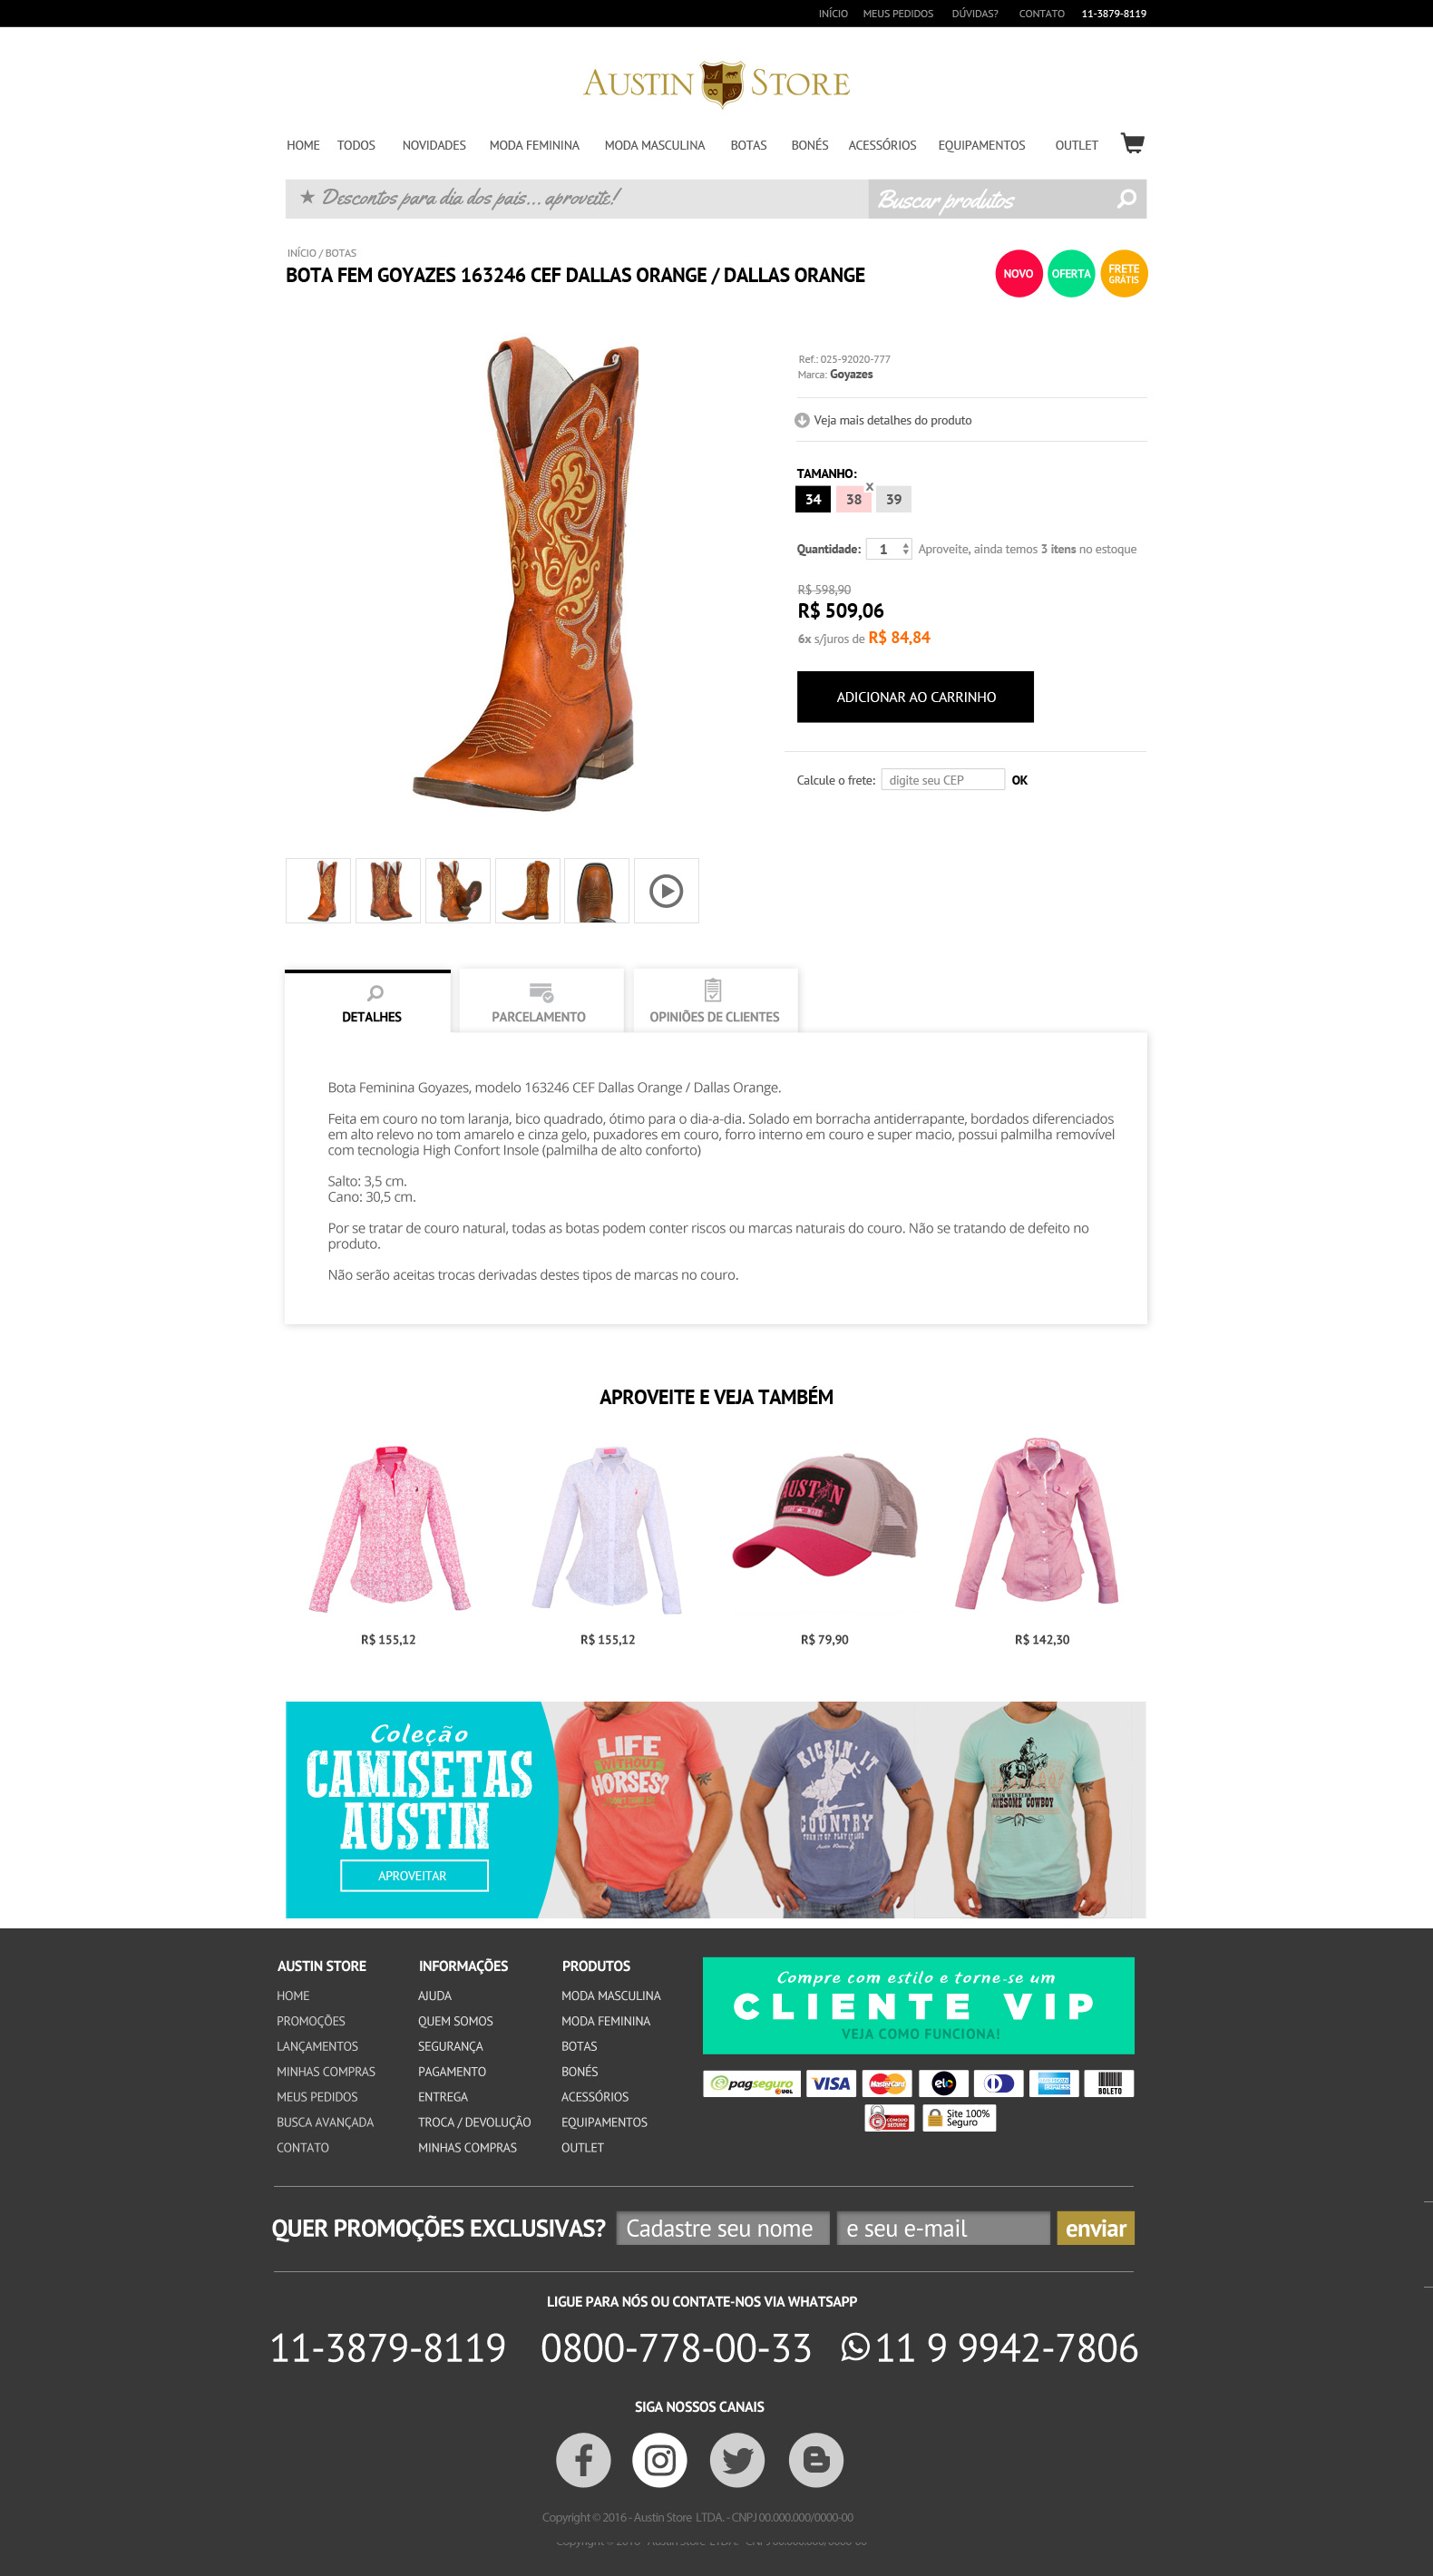 INÍCIO MEUS PEDIDOS DÚVIDAS? CONTATO 11-3879-8119
AUSTIN STORE
HOME TODOS NOVIDADES MODA FEMININA MODA MASCULINA BOTAS BONÉS ACESSÓRIOS EQUIPAMENTOS OUTLET
★ Descontos para dia dos pais... aproveite!
Buscar produtos
INÍCIO / BOTAS
BOTA FEM GOYAZES 163246 CEF DALLAS ORANGE / DALLAS ORANGE
NOVO
OFERTA
FRETE
GRÁTIS
Ref.: 025-92020-777
Marca: Goyazes
Veja mais detalhes do produto
TAMANHO:
34 38 x 39
Quantidade: 1 Aproveite, ainda temos 3 itens no estoque
R$ 598,90
R$ 509,06
6x s/juros de R$ 84,84
ADICIONAR AO CARRINHO
Calcule o frete: digite seu CEP OK
DETALHES
PARCELAMENTO
OPINIÕES DE CLIENTES
Bota Feminina Goyazes, modelo 163246 CEF Dallas Orange / Dallas Orange.
Feita em couro no tom laranja, bico quadrado, ótimo para o dia-a-dia. Solado em borracha antiderrapante, bordados diferenciados
em alto relevo no tom amarelo e cinza gelo, puxadores em couro, forro interno em couro e super macio, possui palmilha removível
com tecnologia High Confort Insole (palmilha de alto conforto)
Salto: 3,5 cm.
Cano: 30,5 cm.
Por se tratar de couro natural, todas as botas podem conter riscos ou marcas naturais do couro. Não se tratando de defeito no
produto.
Não serão aceitas trocas derivadas destes tipos de marcas no couro.
APROVEITE E VEJA TAMBÉM
AUSTIN
R$ 155,12
R$ 155,12
R$ 79,90
R$ 142,30
Coleção
CAMISETAS
AUSTIN
APROVEITAR
LIFE
WITHOUT
HORSES?
KICKIN' IT
COUNTRY
LONESOME COWBOY
AUSTIN STORE
HOME
PROMOÇÕES
LANÇAMENTOS
MINHAS COMPRAS
MEUS PEDIDOS
BUSCA AVANÇADA
CONTATO
INFORMAÇÕES
AJUDA
QUEM SOMOS
SEGURANÇA
PAGAMENTO
ENTREGA
TROCA / DEVOLUÇÃO
MINHAS COMPRAS
PRODUTOS
MODA MASCULINA
MODA FEMININA
BOTAS
BONÉS
ACESSÓRIOS
EQUIPAMENTOS
OUTLET
Compre com estilo e torne-se um
CLIENTE VIP
VEJA COMO FUNCIONA!
pagseguro UOL
VISA
MasterCard
elo
AMERICAN EXPRESS
BOLETO
COMODO SECURE
Site 100%
Seguro
QUER PROMOÇÕES EXCLUSIVAS? Cadastre seu nome e seu e-mail enviar
LIGUE PARA NÓS OU CONTATE-NOS VIA WHATSAPP
11-3879-8119 0800-778-00-33 11 9 9942-7806
SIGA NOSSOS CANAIS
Copyright © 2016 - Austin Store LTDA. - CNPJ 00.000.000/0000-00